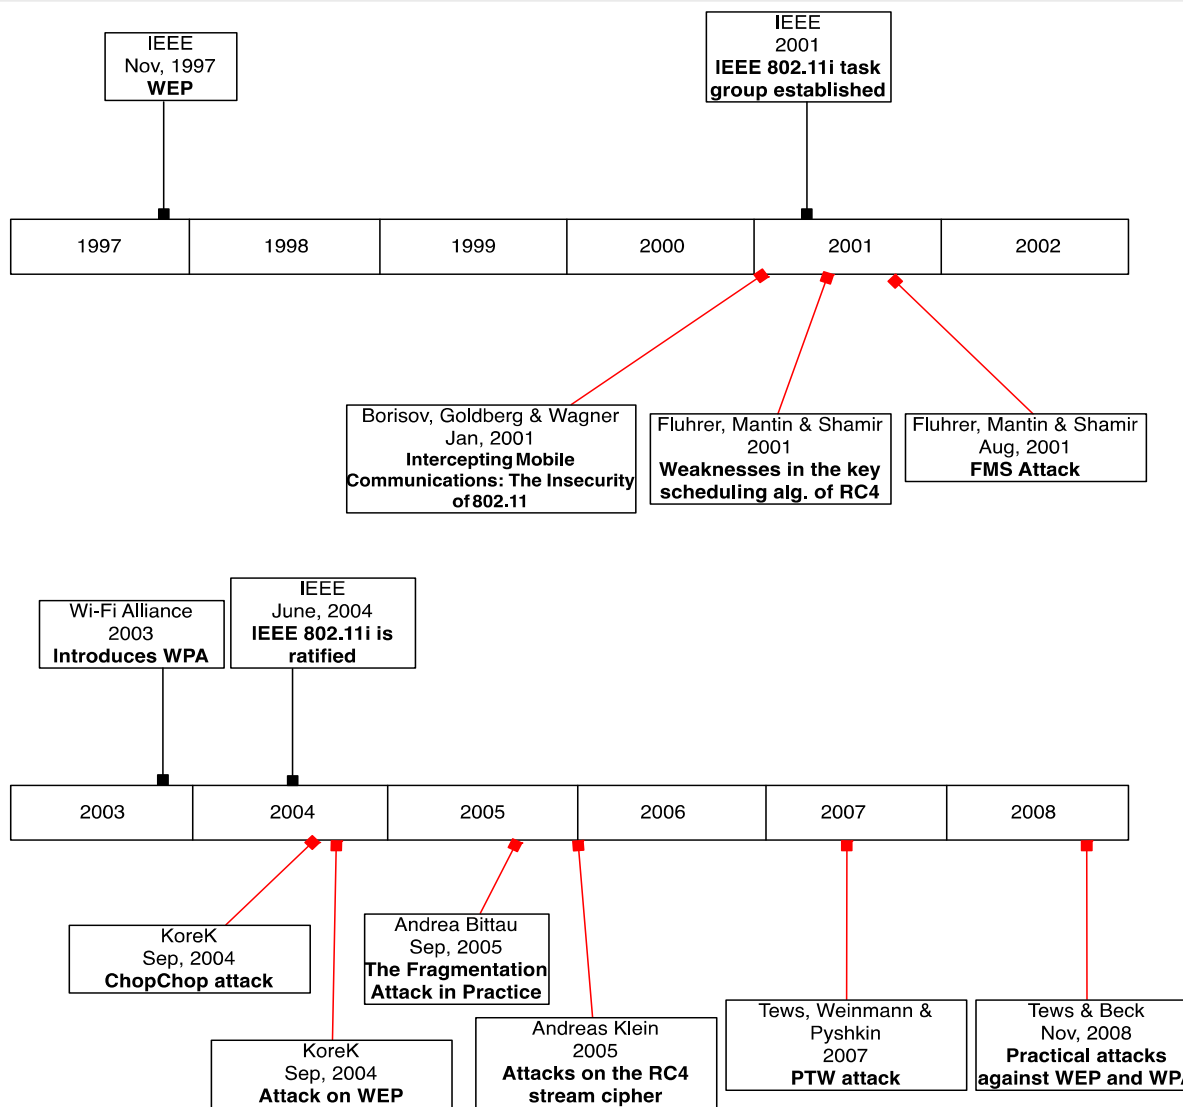 IEEE
Nov, 1997
WEP
IEEE
2001
IEEE 802.11i task
group established
1997
1998
1999
2000
2001
2002
Borisov, Goldberg & Wagner
Jan, 2001
Intercepting Mobile
Communications: The Insecurity
of 802.11
Fluhrer, Mantin & Shamir
2001
Weaknesses in the key
scheduling alg. of RC4
Fluhrer, Mantin & Shamir
Aug, 2001
FMS Attack
Wi-Fi Alliance
2003
Introduces WPA
IEEE
June, 2004
IEEE 802.11i is
ratified
2003
2004
2005
2006
2007
2008
KoreK
Sep, 2004
ChopChop attack
KoreK
Sep, 2004
Attack on WEP
Andrea Bittau
Sep, 2005
The Fragmentation
Attack in Practice
Andreas Klein
2005
Attacks on the RC4
stream cipher
Tews, Weinmann &
Pyshkin
2007
PTW attack
Tews & Beck
Nov, 2008
Practical attacks
against WEP and WPA